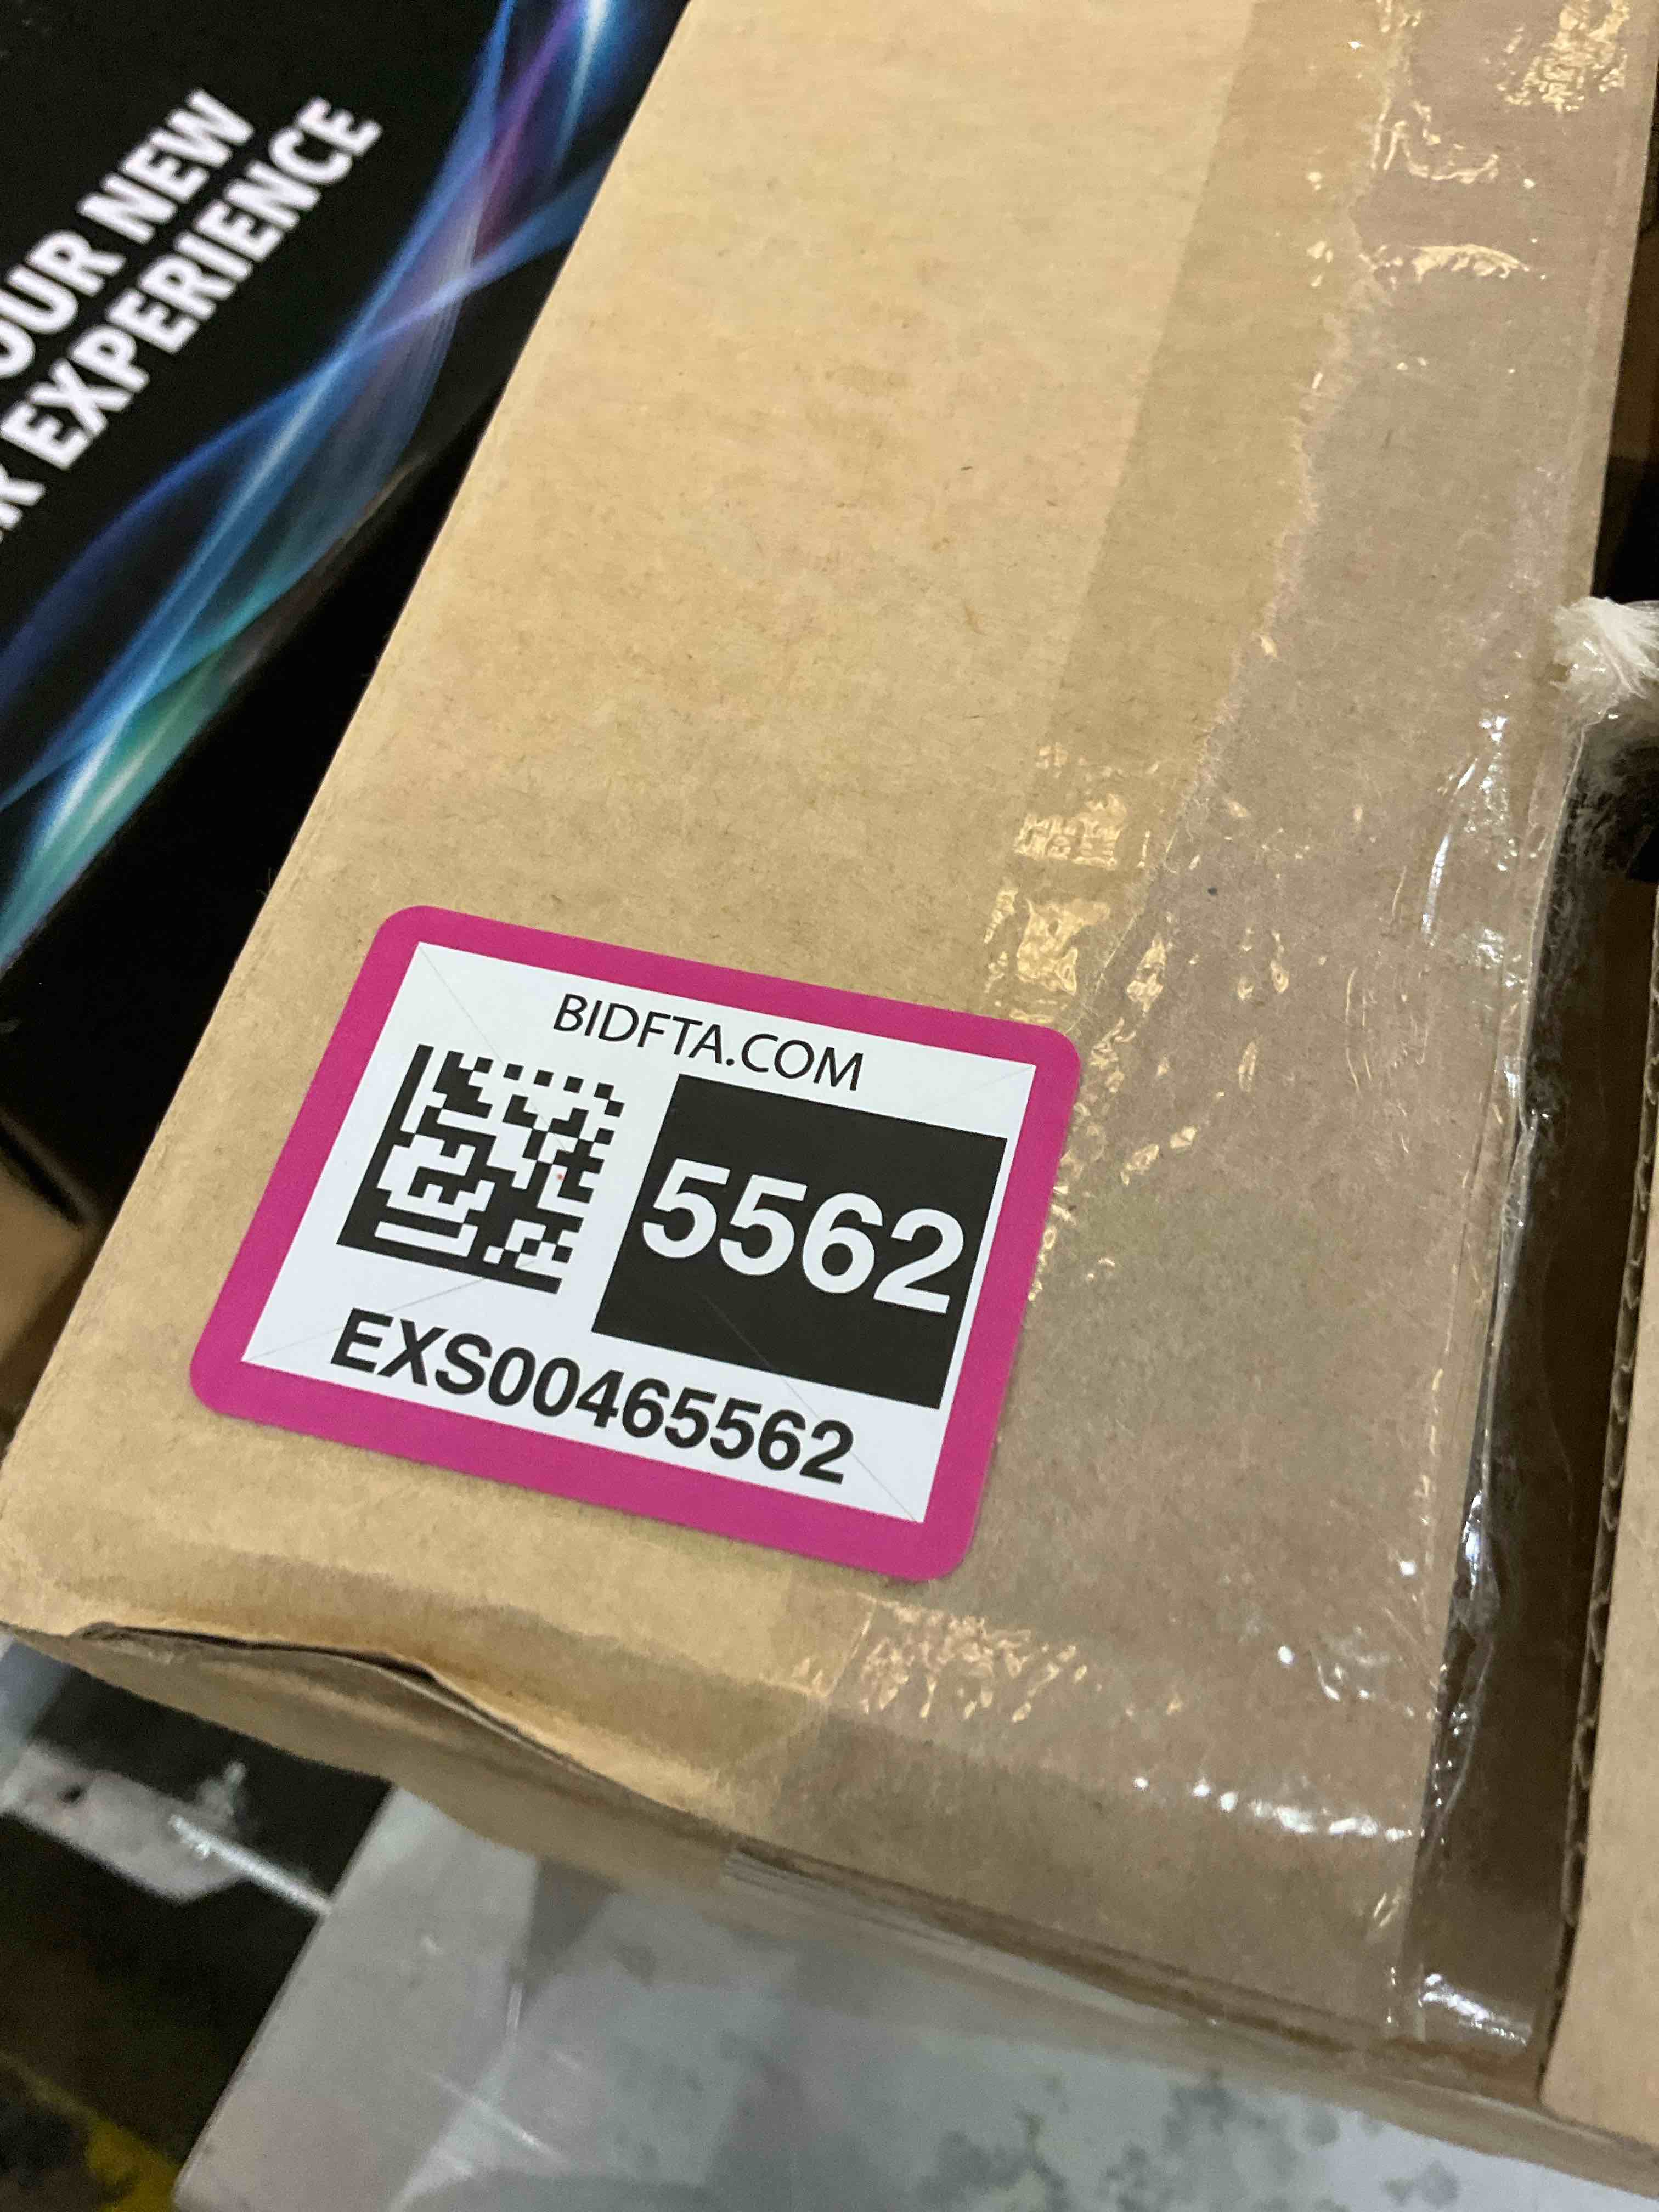 OUR NEW
R EXPERIENCE
BIDFTA.COM
5562
EXS00465562